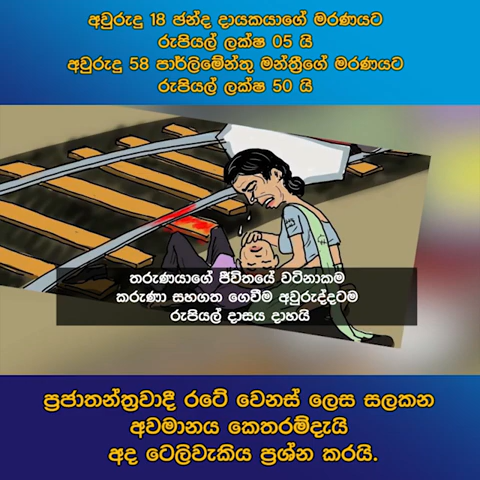 අවුරුදු 18 ඡන්ද දායකයාගේ මරණයට
රුපියල් ලක්ෂ 05 යි
අවුරුදු 58 පාර්ලිමේන්තු මන්ත්‍රීගේ මරණයට
රුපියල් ලක්ෂ 50 යි
තරුණයාගේ ජීවිතයේ වටිනාකම
කරුණා සහගත ගෙවීම අවුරුද්දටම
රුපියල් දාසය දාහයි
ප්‍රජාතන්ත්‍රවාදී රටේ වෙනස් ලෙස සලකන
අවමානය කෙතරම්දැයි
අද ටෙලිවැකිය ප්‍රශ්න කරයි.